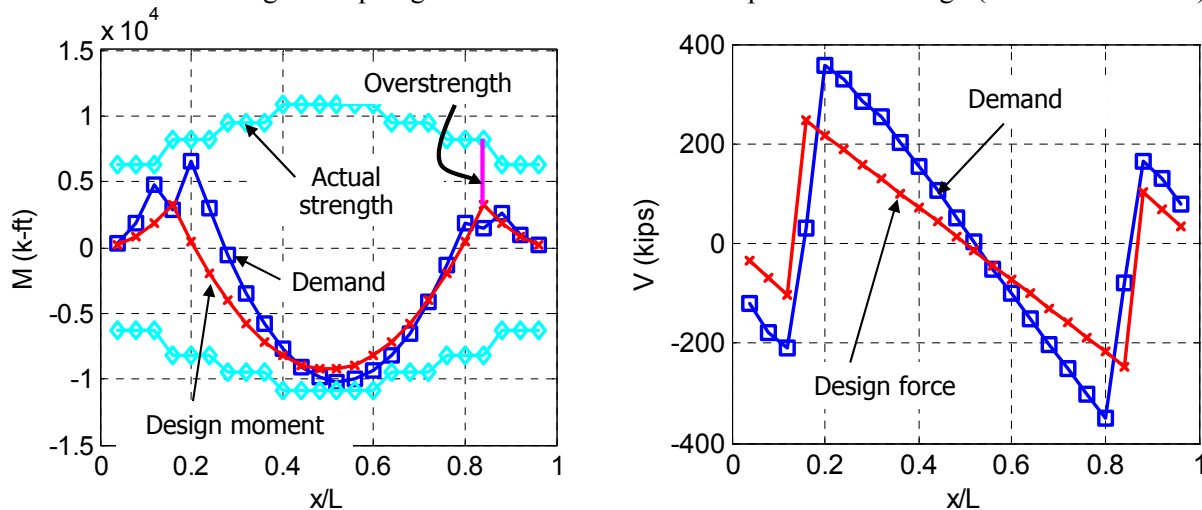 x 10^4
1.5
1
0.5
0
-0.5
-1
-1.5
M (k-ft)
0
0.2
0.4
0.6
0.8
1
x/L
Overstrength
Actual
strength
Demand
Design moment
400
200
0
-200
-400
V (kips)
0
0.2
0.4
0.6
0.8
1
x/L
Demand
Design force